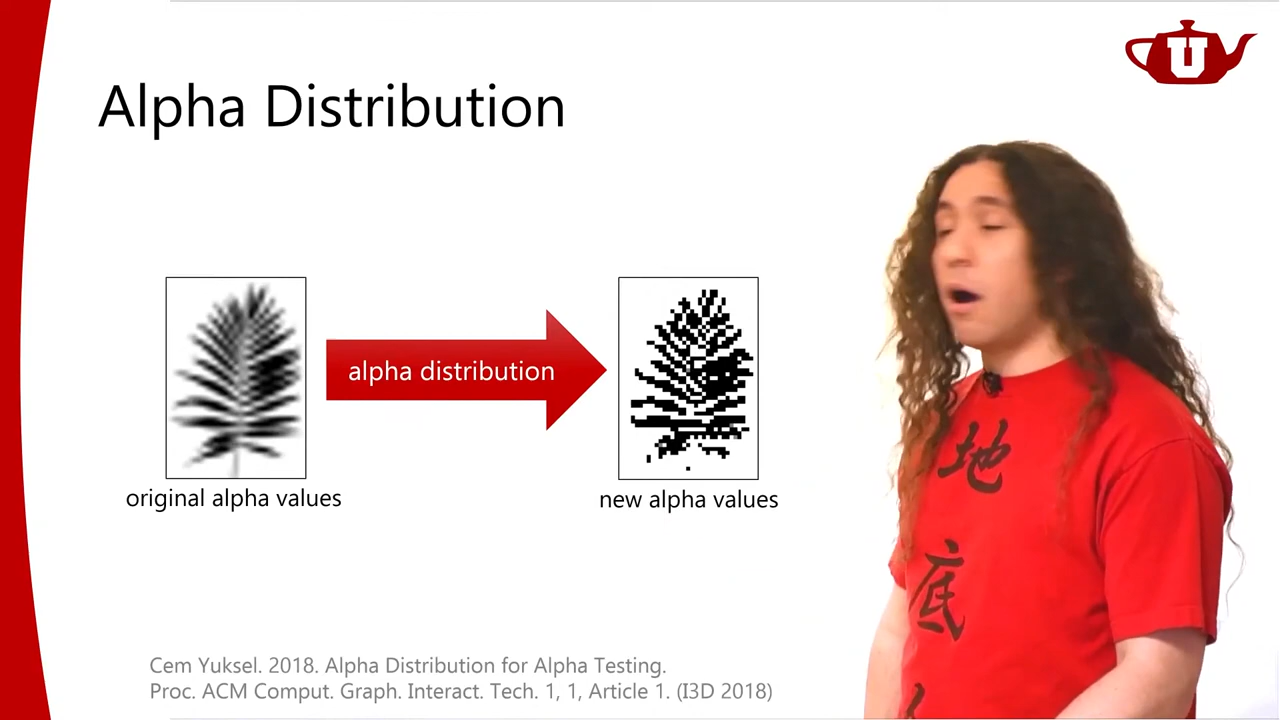 U
Alpha Distribution
alpha distribution
original alpha values
new alpha values
地
底
Cem Yuksel. 2018. Alpha Distribution for Alpha Testing.
Proc. ACM Comput. Graph. Interact. Tech. 1, 1, Article 1. (I3D 2018)